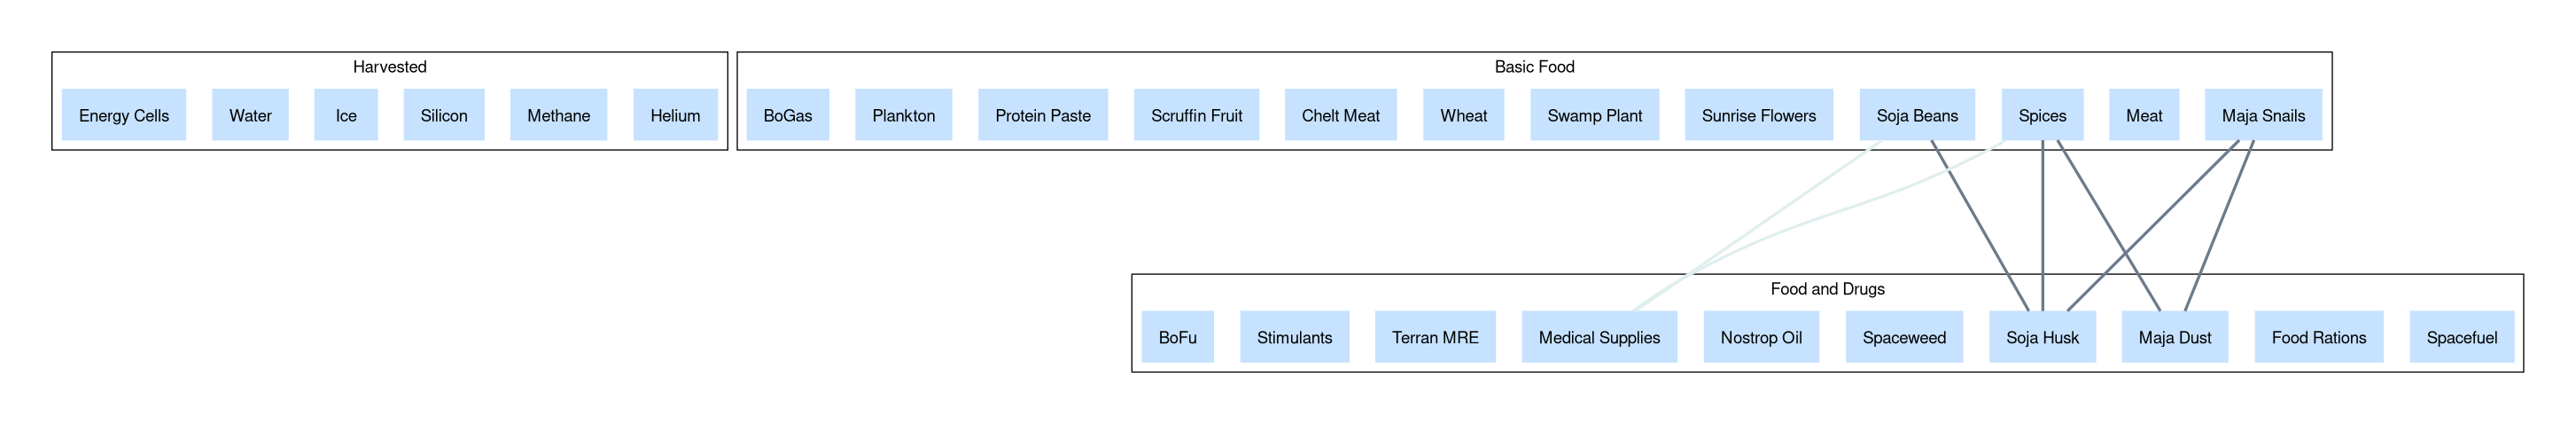 Harvested
Energy Cells
Water
Ice
Silicon
Methane
Helium
Basic Food
BoGas
Plankton
Protein Paste
Scruffin Fruit
Chelt Meat
Wheat
Swamp Plant
Sunrise Flowers
Soja Beans
Spices
Meat
Maja Snails
Food and Drugs
BoFu
Stimulants
Terran MRE
Medical Supplies
Nostrop Oil
Spaceweed
Soja Husk
Maja Dust
Food Rations
Spacefuel